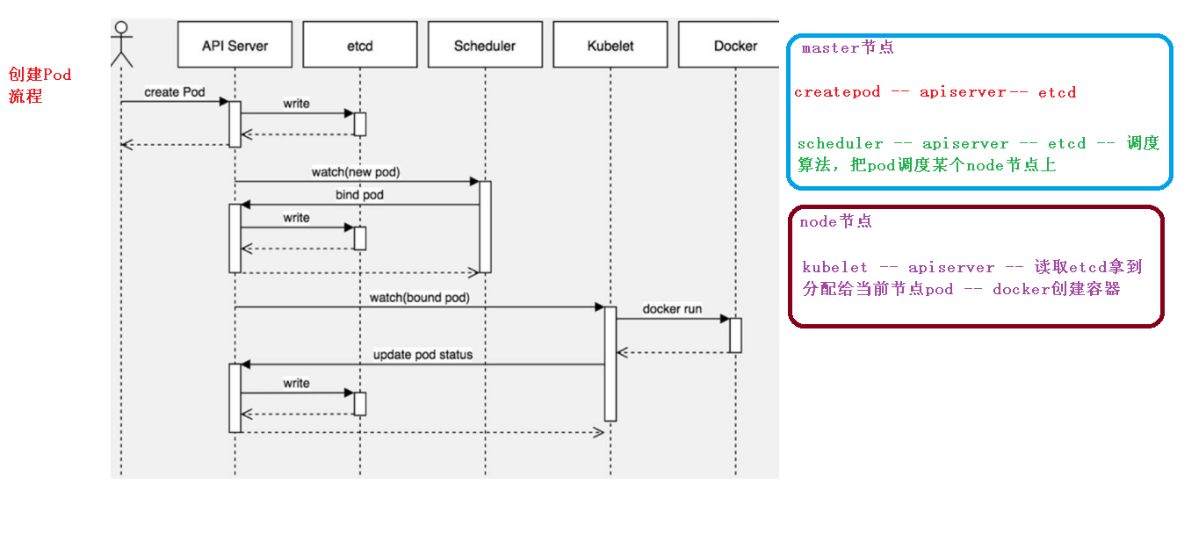 创建Pod
流程
API Server
etcd
Scheduler
Kubelet
Docker
create Pod
write
watch(new pod)
bind pod
write
watch(bound pod)
docker run
update pod status
write
master节点
createpod -- apiserver-- etcd
scheduler -- apiserver -- etcd -- 调度
算法，把pod调度某个node节点上
node节点
kubelet -- apiserver -- 读取etcd拿到
分配给当前节点pod -- docker创建容器